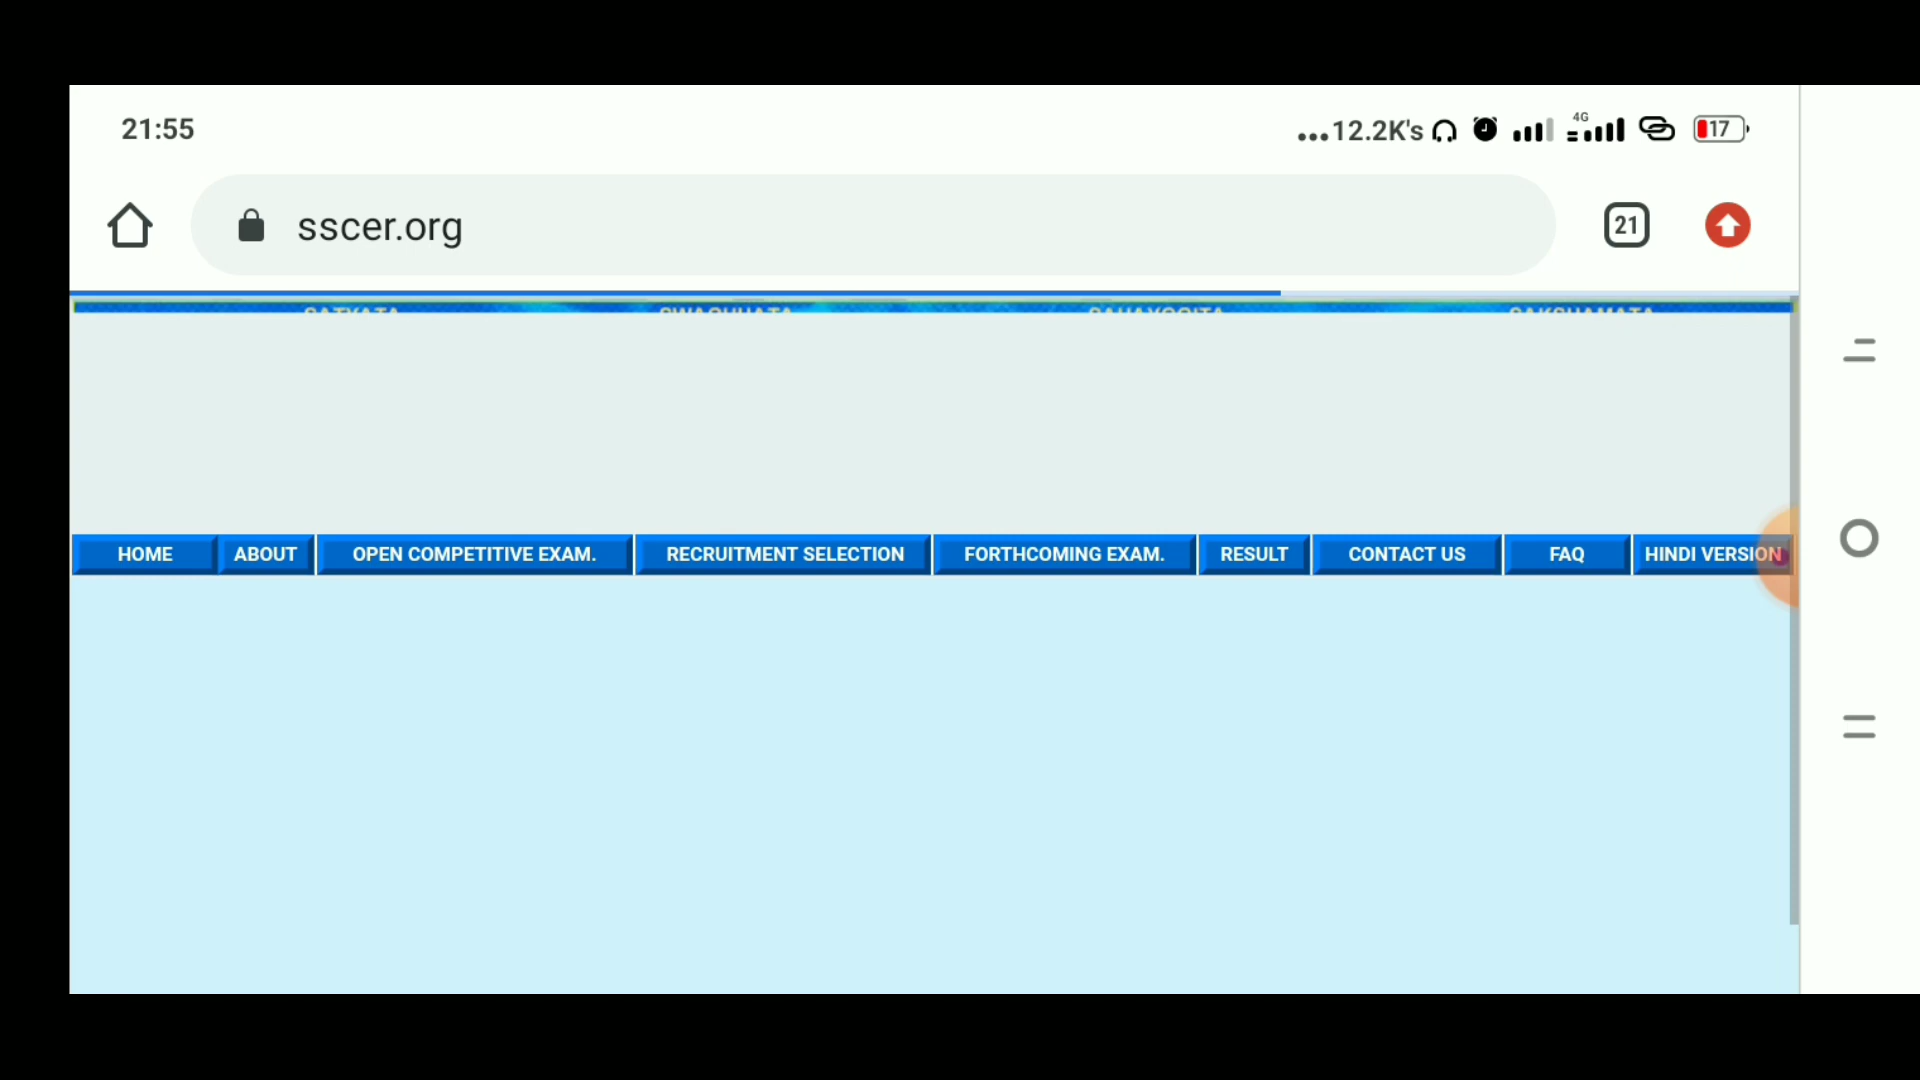 21:55
...12.2K's 4G 17
sscer.org 21
HOME ABOUT OPEN COMPETITIVE EXAM. RECRUITMENT SELECTION FORTHCOMING EXAM. RESULT CONTACT US FAQ HINDI VERSION